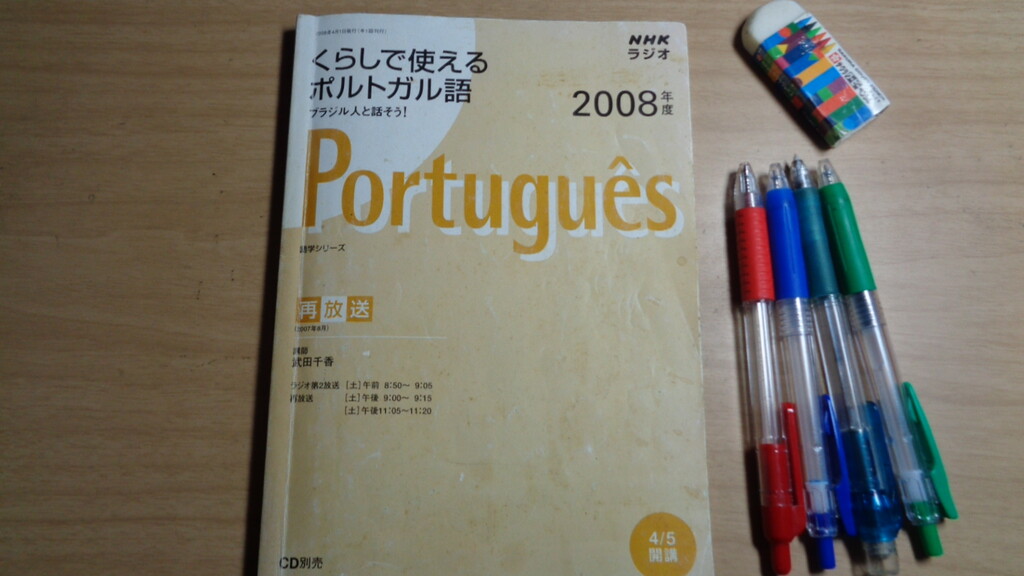 くらしで使える
ポルトガル語
ブラジル人と話そう!
NHK
ラジオ
2008年度
Português
語学シリーズ
再放送
(2007年8月)
講師
武田千香
ラジオ第2放送 [土]午前 8:50〜 9:05
再放送 [土]午後 9:00〜 9:15
[土]午後11:05〜11:20
4/5
開講
CD別売